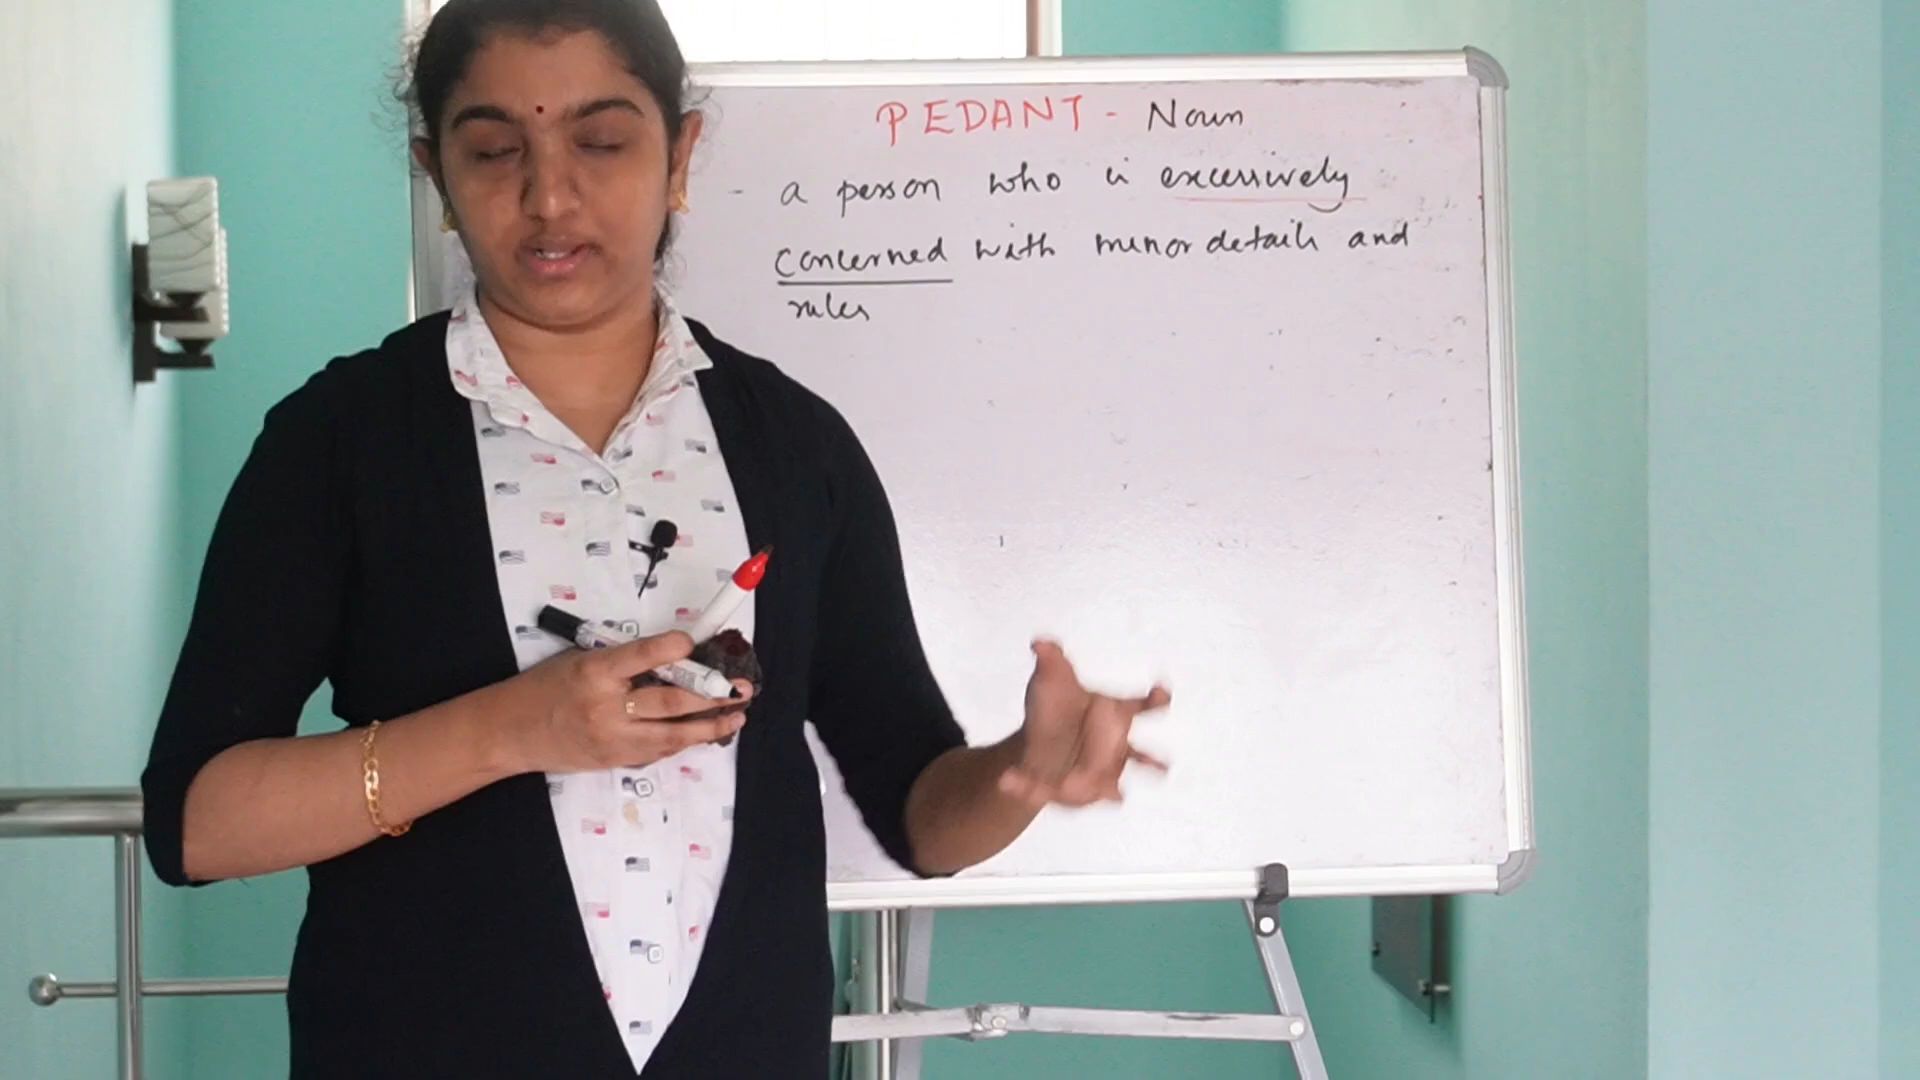 PEDANT - Noun
- a person who is excessively
concerned with minor details and
rules